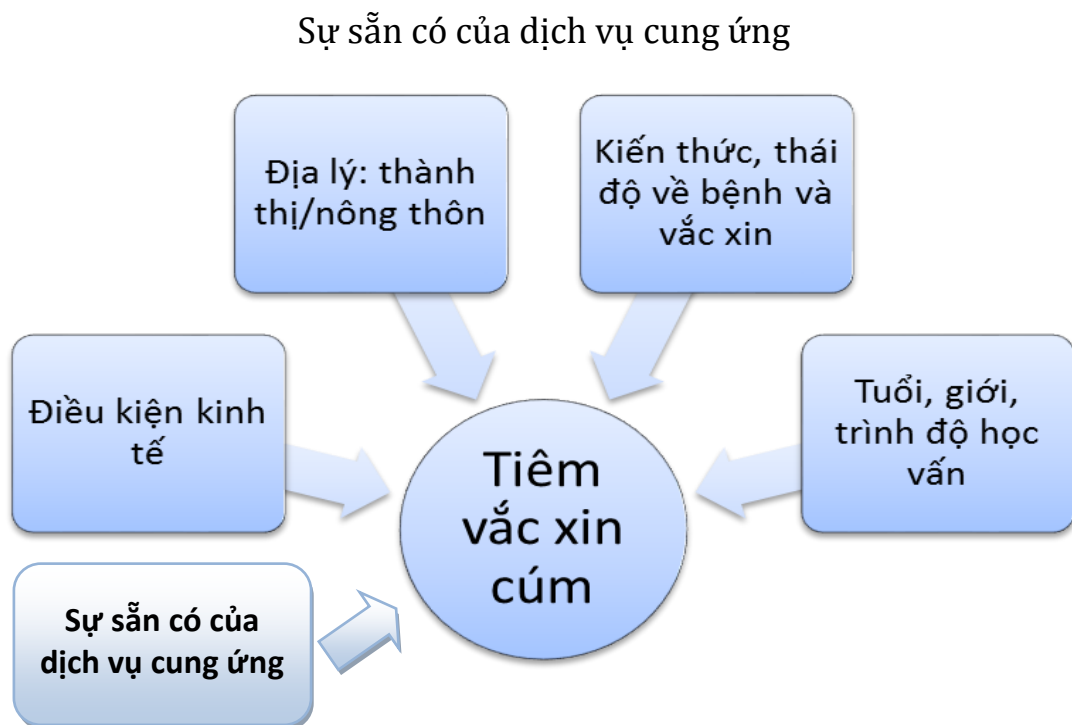 Sự sẵn có của dịch vụ cung ứng
Địa lý: thành
thị/nông thôn
Kiến thức, thái
độ về bệnh và
vắc xin
Điều kiện kinh
tế
Tuổi, giới,
trình độ học
vấn
Tiêm
vắc xin
cúm
Sự sẵn có của
dịch vụ cung ứng